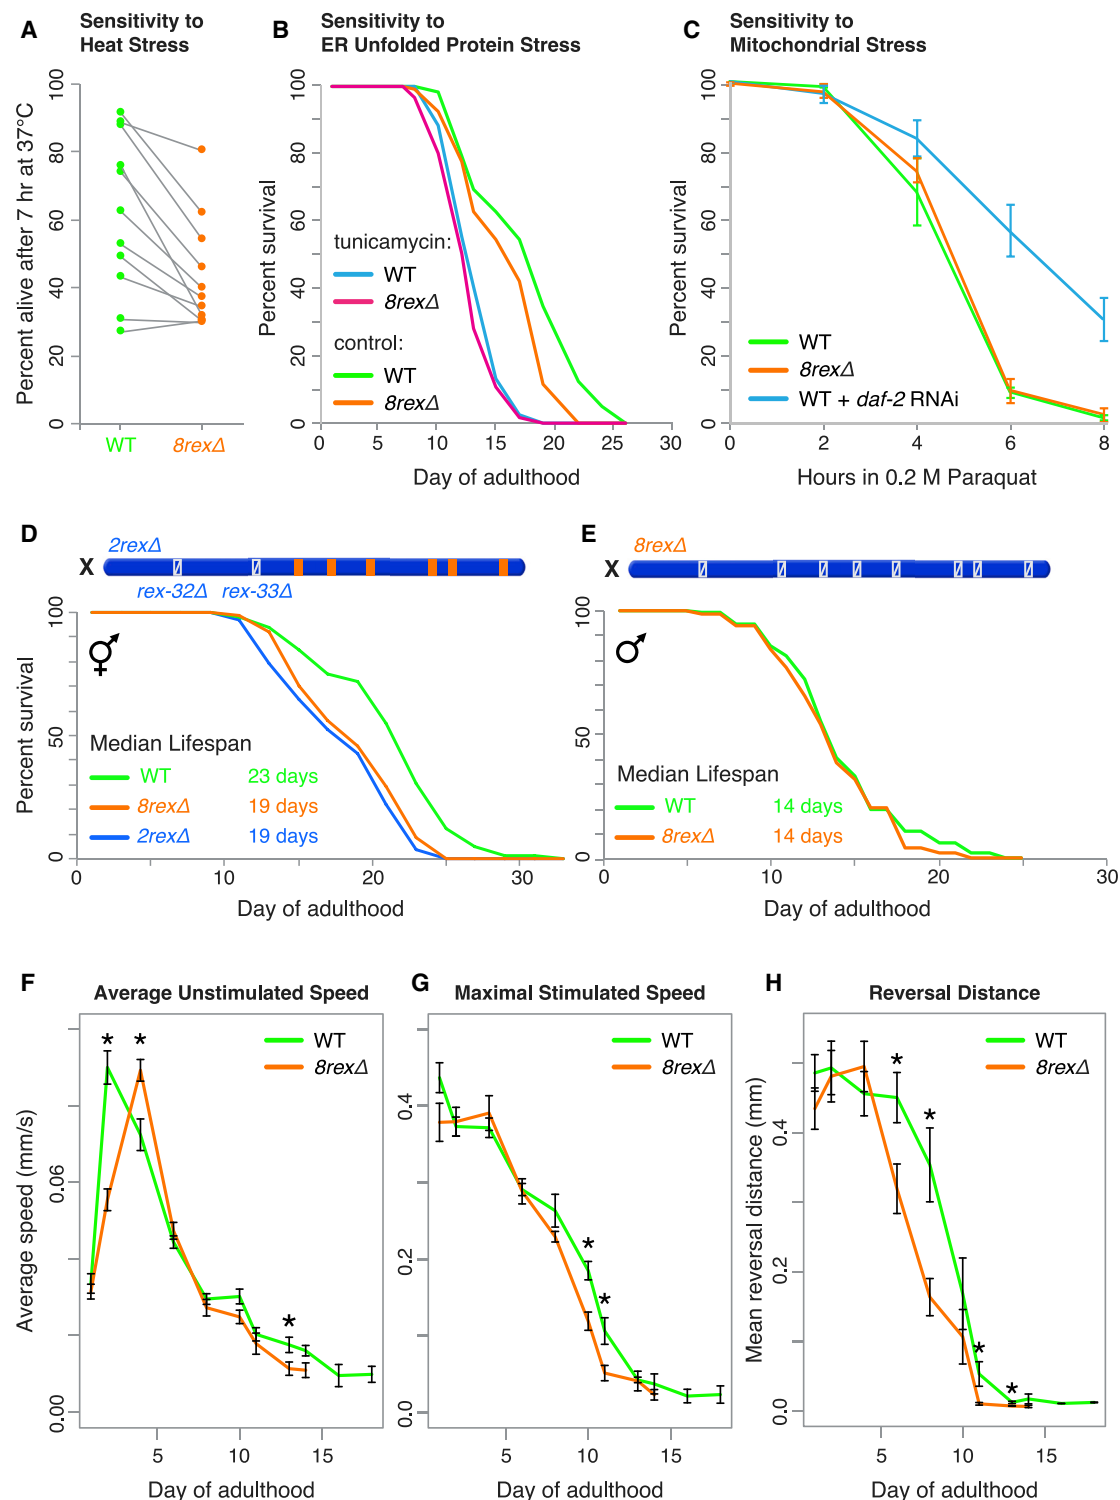 A
Sensitivity to
Heat Stress
Percent alive after 7 hr at 37°C
100
80
60
40
20
0
WT
8rexΔ
B
Sensitivity to
ER Unfolded Protein Stress
Percent survival
100
80
60
40
20
0
tunicamycin:
WT
8rexΔ
control:
WT
8rexΔ
0 5 10 15 20 25 30
Day of adulthood
C
Sensitivity to
Mitochondrial Stress
Percent survival
100
80
60
40
20
0
WT
8rexΔ
WT + daf-2 RNAi
0 2 4 6 8
Hours in 0.2 M Paraquat
D
2rexΔ
X
rex-32Δ rex-33Δ
Percent survival
100
50
0
Median Lifespan
WT 23 days
8rexΔ 19 days
2rexΔ 19 days
0 10 20 30
Day of adulthood
E
8rexΔ
X
100
50
0
Median Lifespan
WT 14 days
8rexΔ 14 days
0 10 20 30
Day of adulthood
F
Average Unstimulated Speed
Average speed (mm/s)
0.06
0.00
* * *
WT
8rexΔ
5 10 15
Day of adulthood
G
Maximal Stimulated Speed
0.4
0.2
0.0
* *
WT
8rexΔ
5 10 15
Day of adulthood
H
Reversal Distance
Mean reversal distance (mm)
0.4
0.2
0.0
* * * *
WT
8rexΔ
5 10 15
Day of adulthood